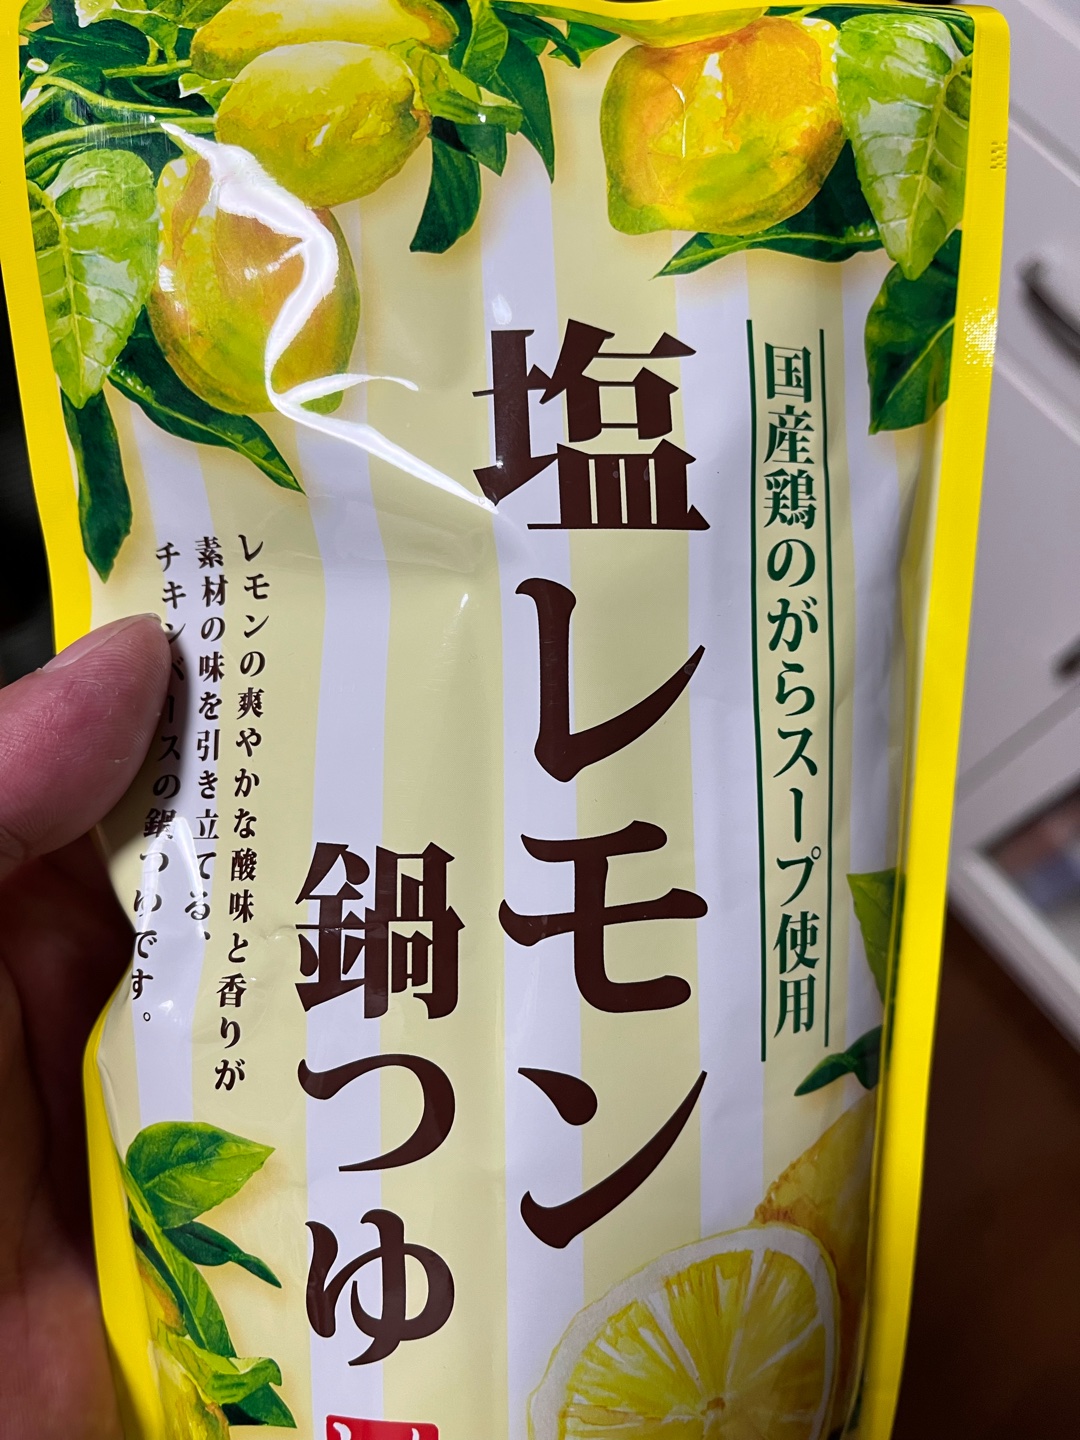 国産鶏のがらスープ使用
塩レモン
鍋つゆ
レモンの爽やかな酸味と香りが
素材の味を引き立てる、
チキンベースの鍋つゆです。